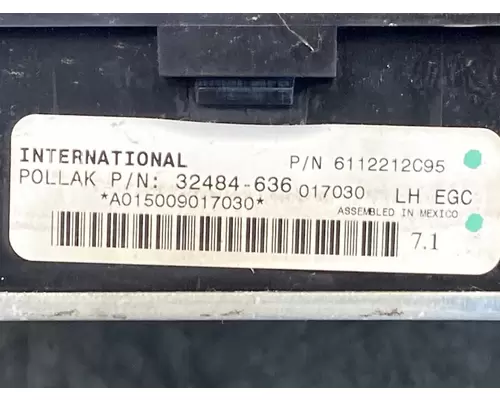 INTERNATIONAL P/N 6112212C95
POLLAK P/N: 32484-636 017030 LH EGC
*A015009017030* ASSEMBLED IN MEXICO
7.1